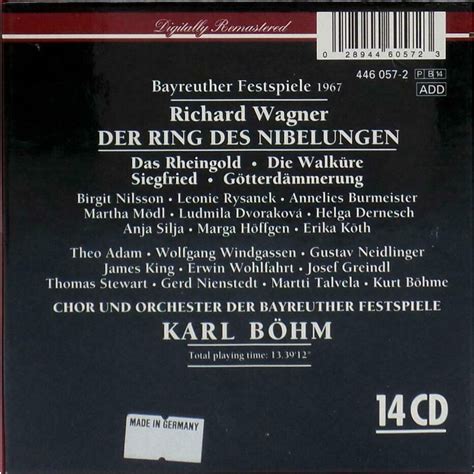 Digitally Remastered
0 28944 60572 3
446 057-2 P B 14
ADD
Bayreuther Festspiele 1967
Richard Wagner
DER RING DES NIBELUNGEN
Das Rheingold • Die Walküre
Siegfried • Götterdämmerung
Birgit Nilsson • Leonie Rysanek • Annelies Burmeister
Martha Mödl • Ludmila Dvoraková • Helga Dernesch
Anja Silja • Marga Höffgen • Erika Köth
Theo Adam • Wolfgang Windgassen • Gustav Neidlinger
James King • Erwin Wohlfahrt • Josef Greindl
Thomas Stewart • Gerd Nienstedt • Martti Talvela • Kurt Böhme
CHOR UND ORCHESTER DER BAYREUTHER FESTSPIELE
KARL BÖHM
Total playing time: 13.39'12"
MADE IN GERMANY
14 CD